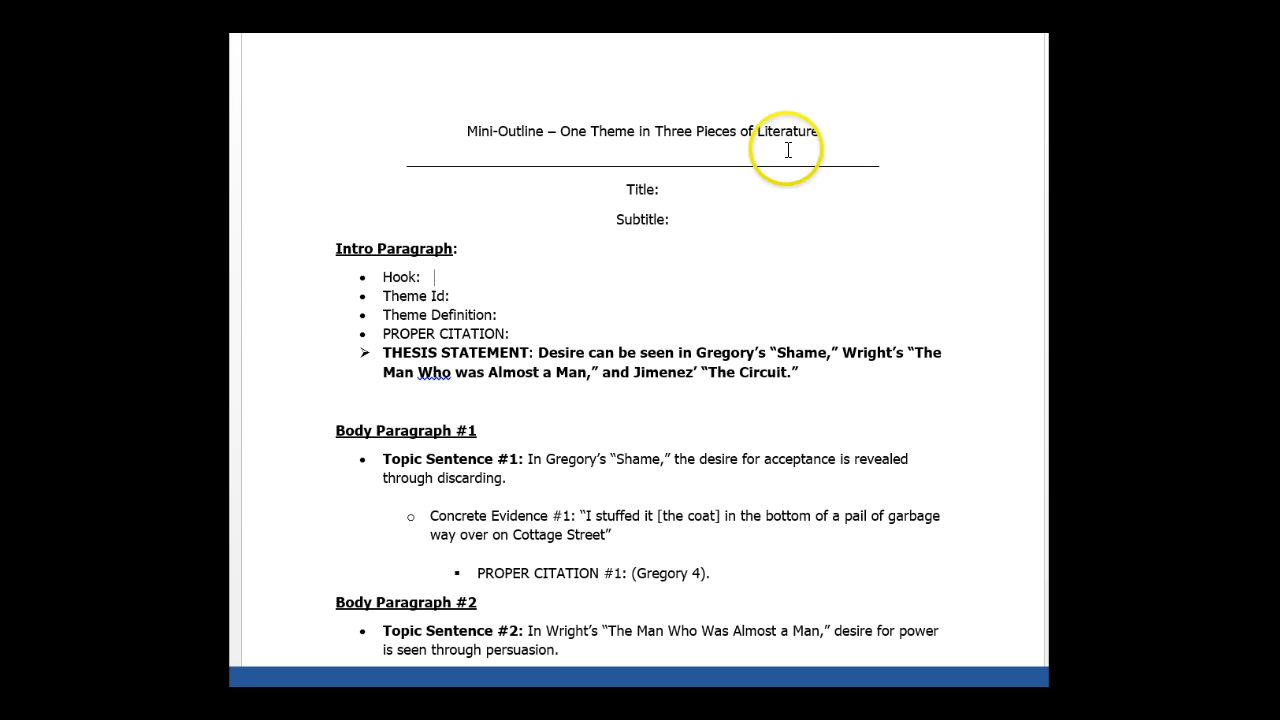 Mini-Outline – One Theme in Three Pieces of Literature
Title:
Subtitle:
Intro Paragraph:
• Hook:
• Theme Id:
• Theme Definition:
• PROPER CITATION:
➢ THESIS STATEMENT: Desire can be seen in Gregory’s “Shame,” Wright’s “The
Man Who was Almost a Man,” and Jimenez’ “The Circuit.”
Body Paragraph #1
• Topic Sentence #1: In Gregory’s “Shame,” the desire for acceptance is revealed
through discarding.
o Concrete Evidence #1: “I stuffed it [the coat] in the bottom of a pail of garbage
way over on Cottage Street”
▪ PROPER CITATION #1: (Gregory 4).
Body Paragraph #2
• Topic Sentence #2: In Wright’s “The Man Who Was Almost a Man,” desire for power
is seen through persuasion.